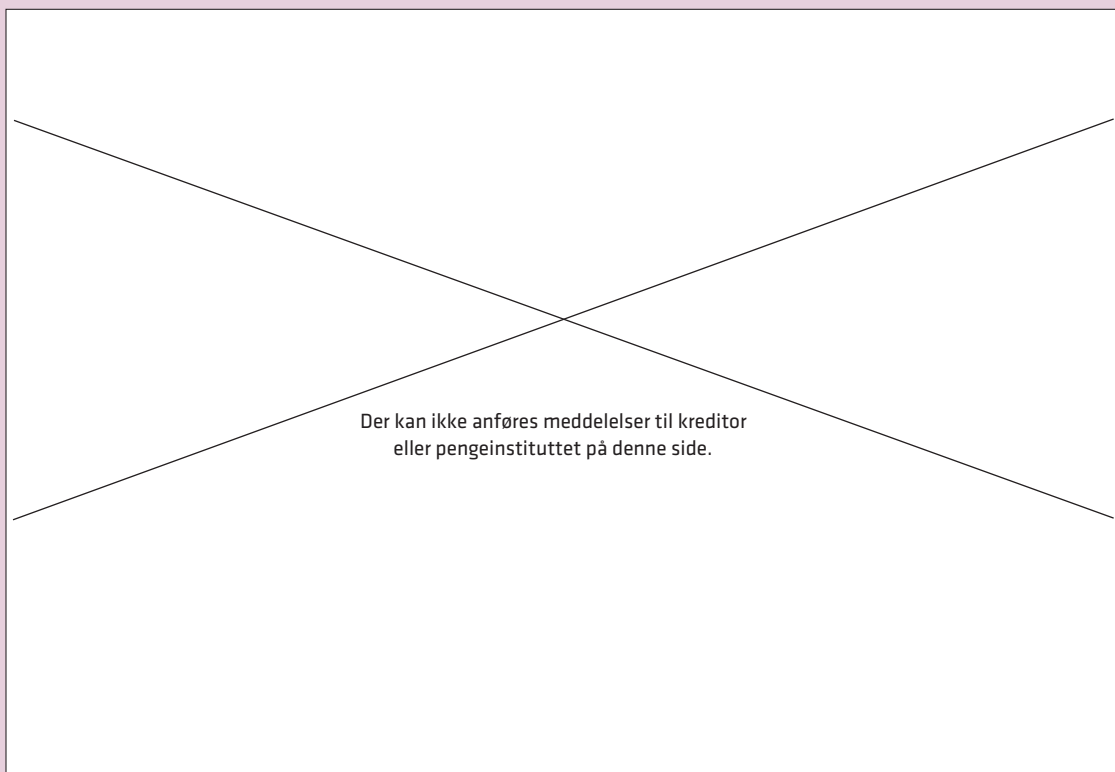 Der kan ikke anføres meddelelser til kreditor
eller pengeinstituttet på denne side.